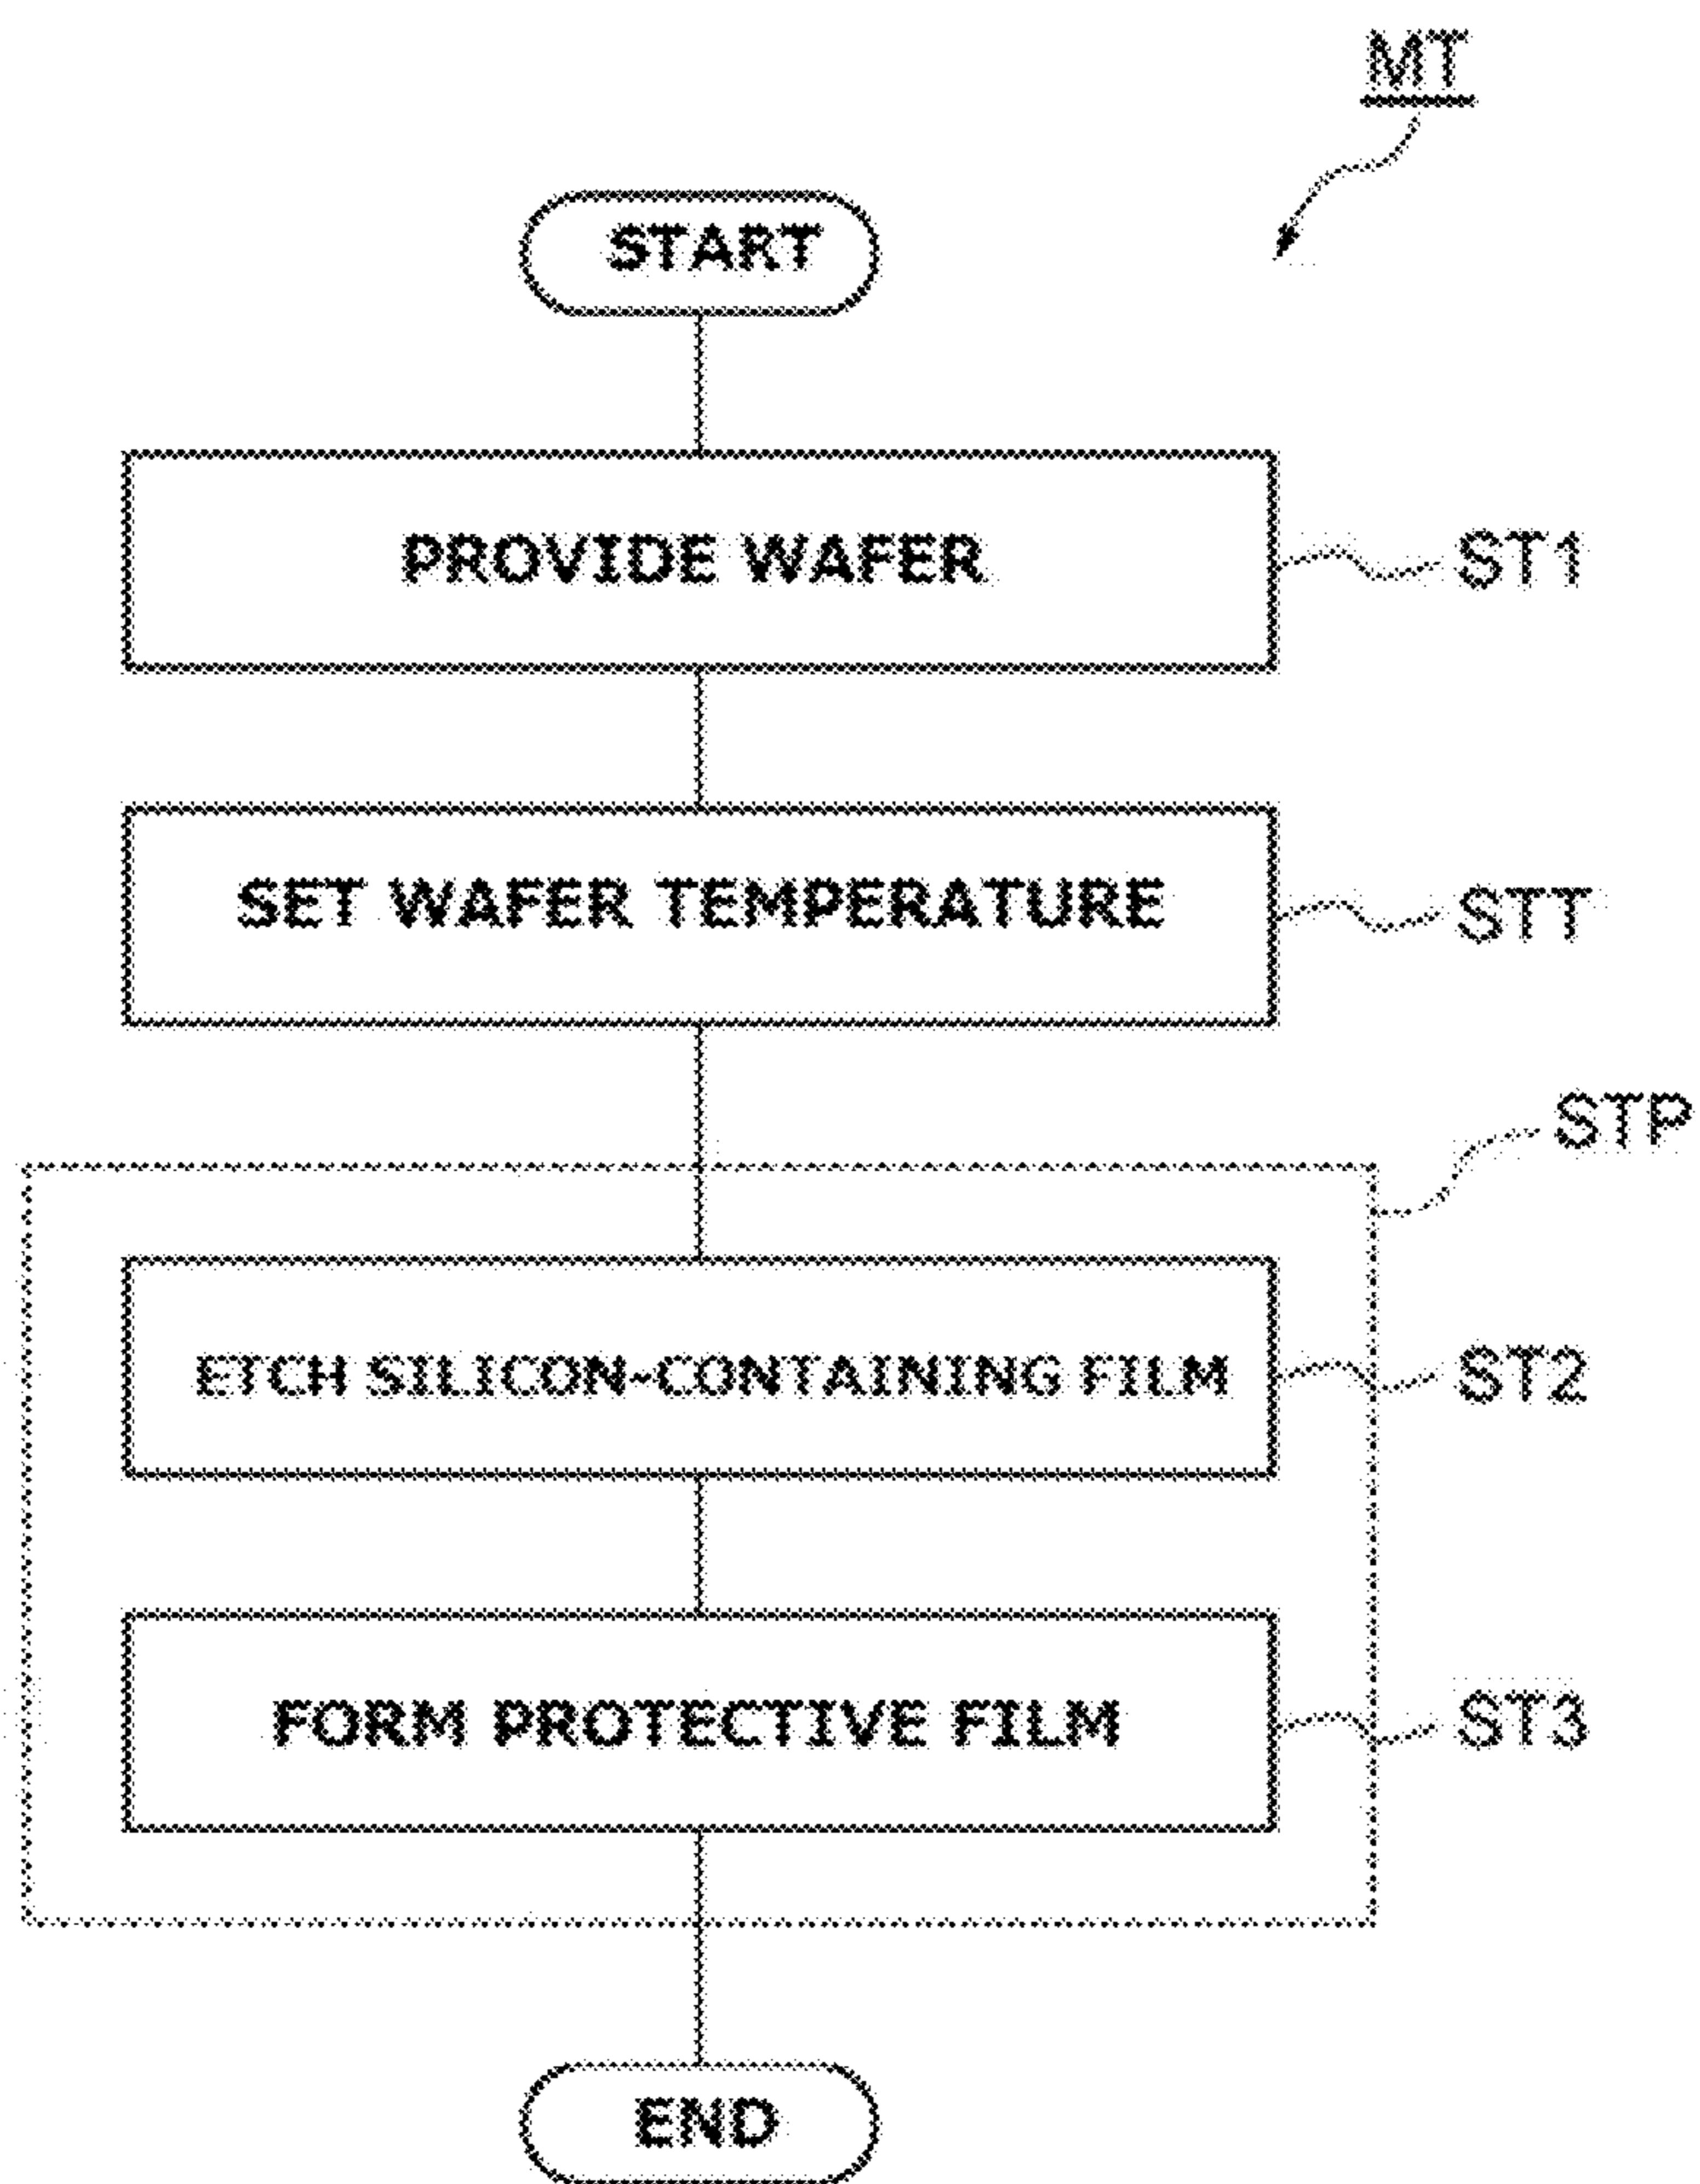 MT
START
PROVIDE WAFER
ST1
SET WAFER TEMPERATURE
STT
STP
ETCH SILICON-CONTAINING FILM
ST2
FORM PROTECTIVE FILM
ST3
END